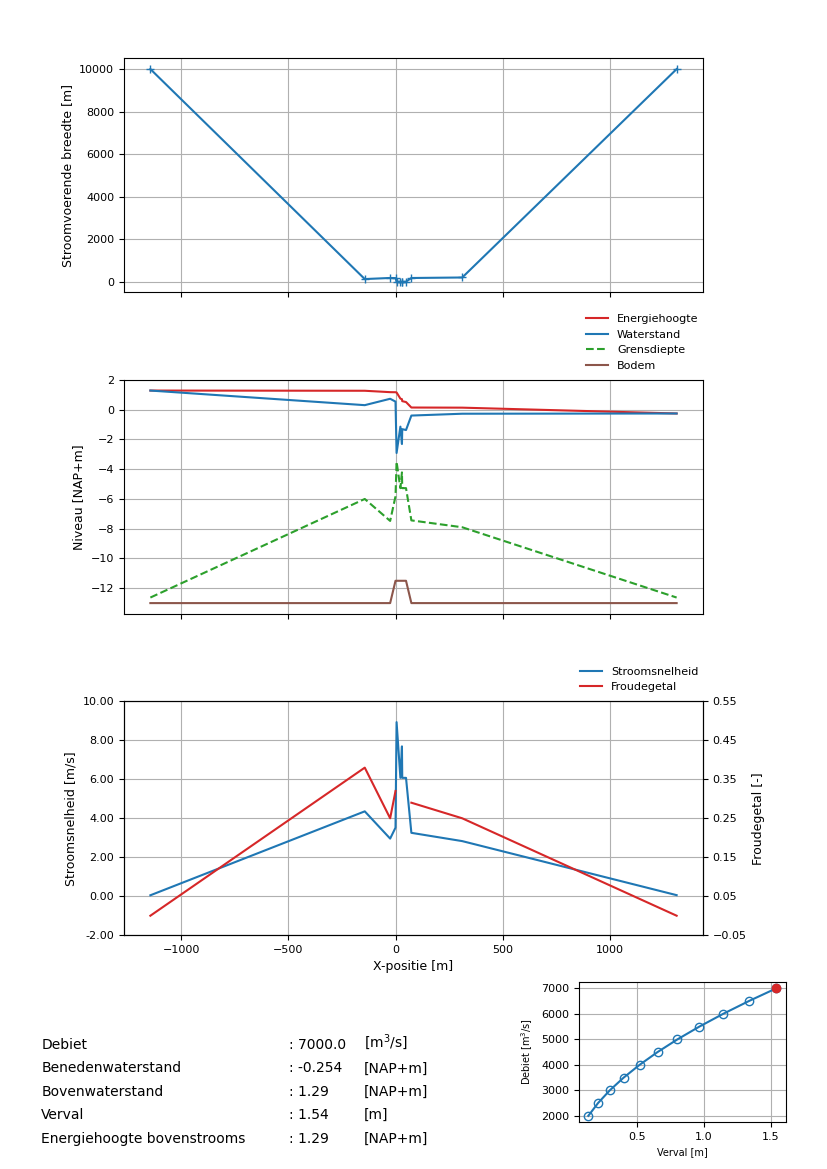 10000
8000
6000
4000
2000
0
Stroomvoerende breedte [m]
Energiehoogte
Waterstand
Grensdiepte
Bodem
2
0
−2
−4
−6
−8
−10
−12
Niveau [NAP+m]
Stroomsnelheid
Froudegetal
10.00
8.00
6.00
4.00
2.00
0.00
-2.00
Stroomsnelheid [m/s]
0.55
0.45
0.35
0.25
0.15
0.05
−0.05
Froudegetal [-]
−1000 −500 0 500 1000
X-positie [m]
Debiet : 7000.0 [m³/s]
Benedenwaterstand : -0.254 [NAP+m]
Bovenwaterstand : 1.29 [NAP+m]
Verval : 1.54 [m]
Energiehoogte bovenstrooms : 1.29 [NAP+m]
7000
6000
5000
4000
3000
2000
Debiet [m³/s]
0.5 1.0 1.5
Verval [m]